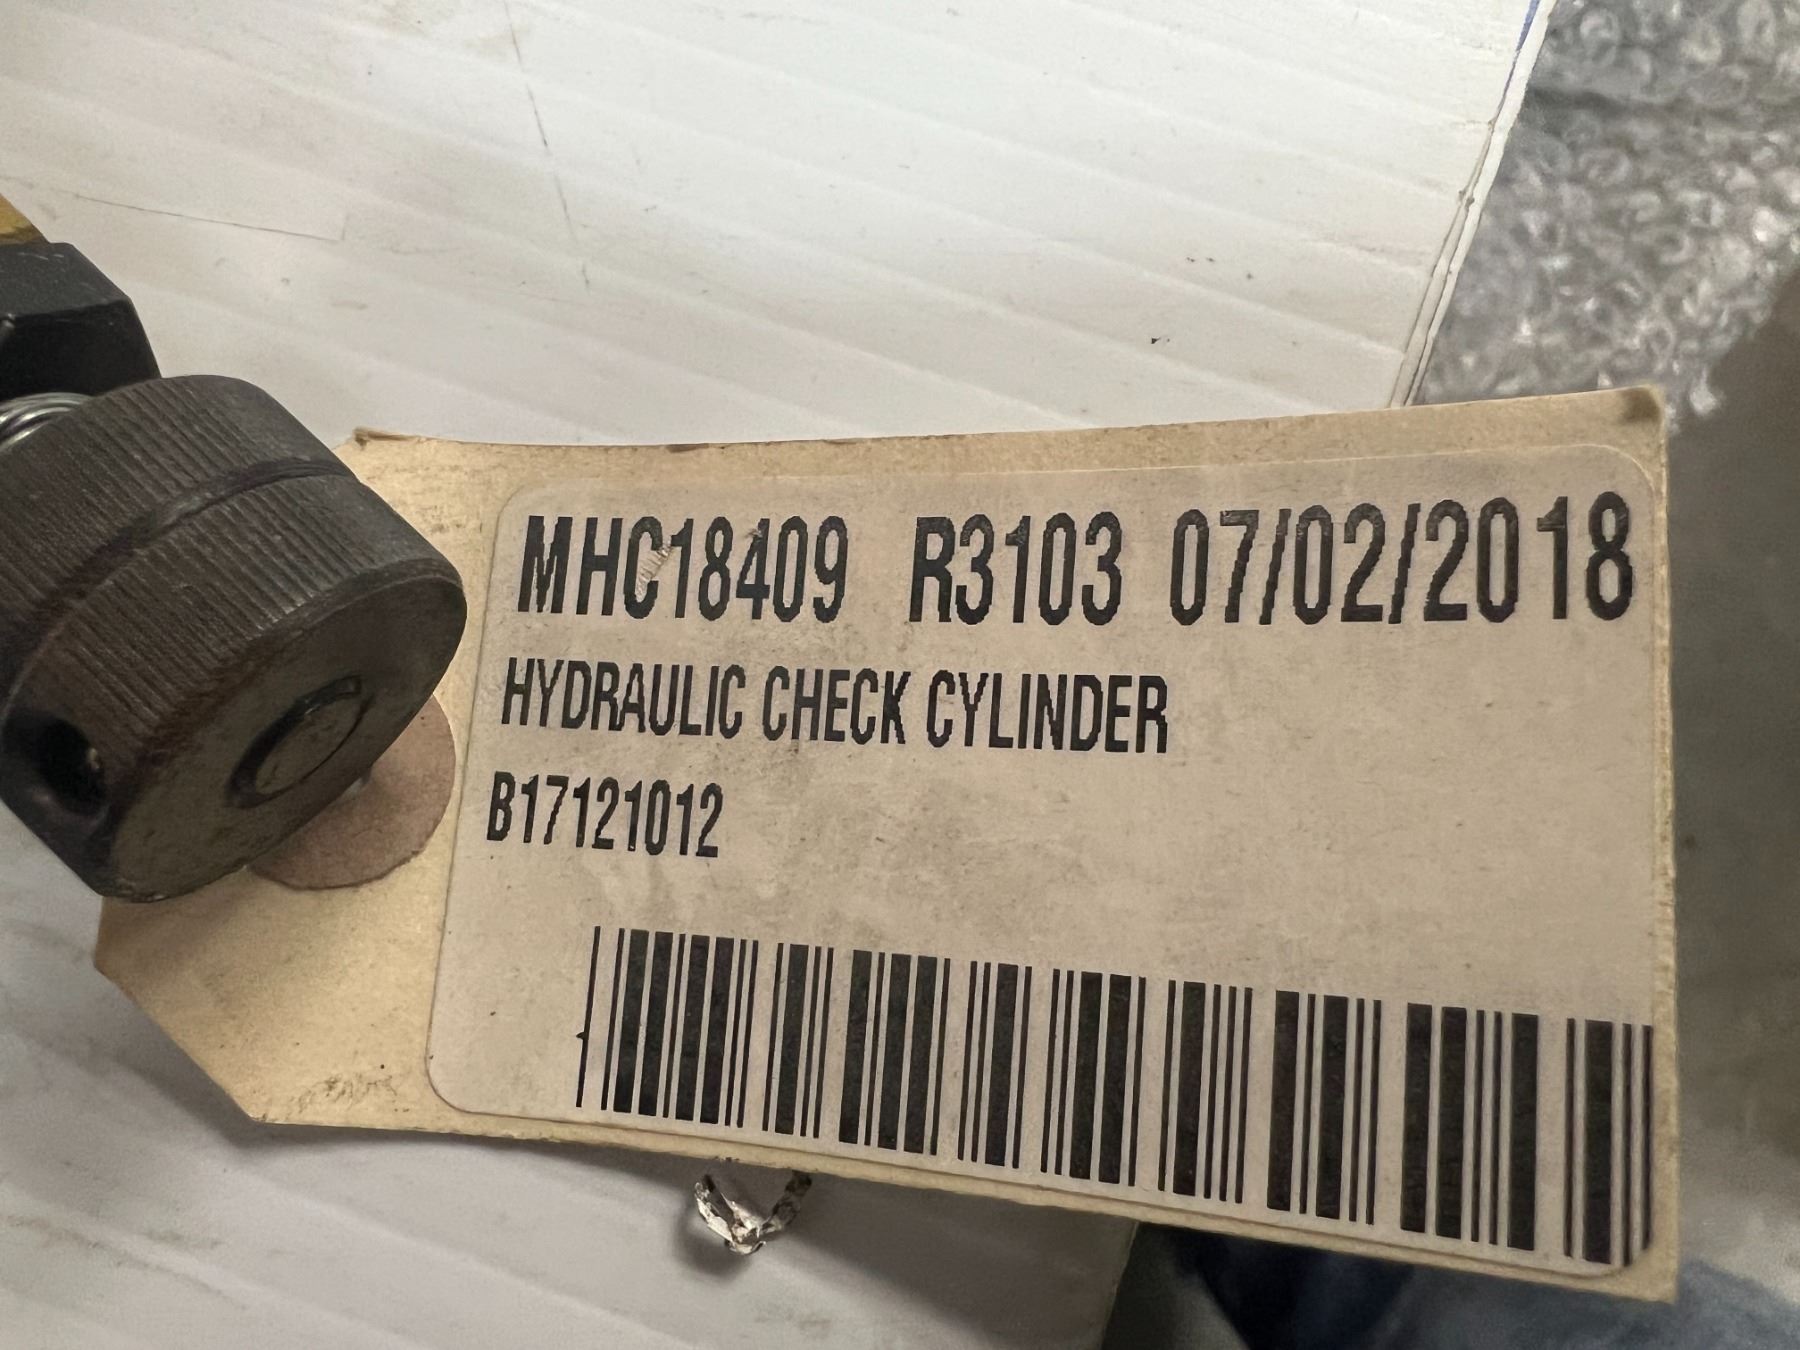 MHC18409 R3103 07/02/2018
HYDRAULIC CHECK CYLINDER
B17121012